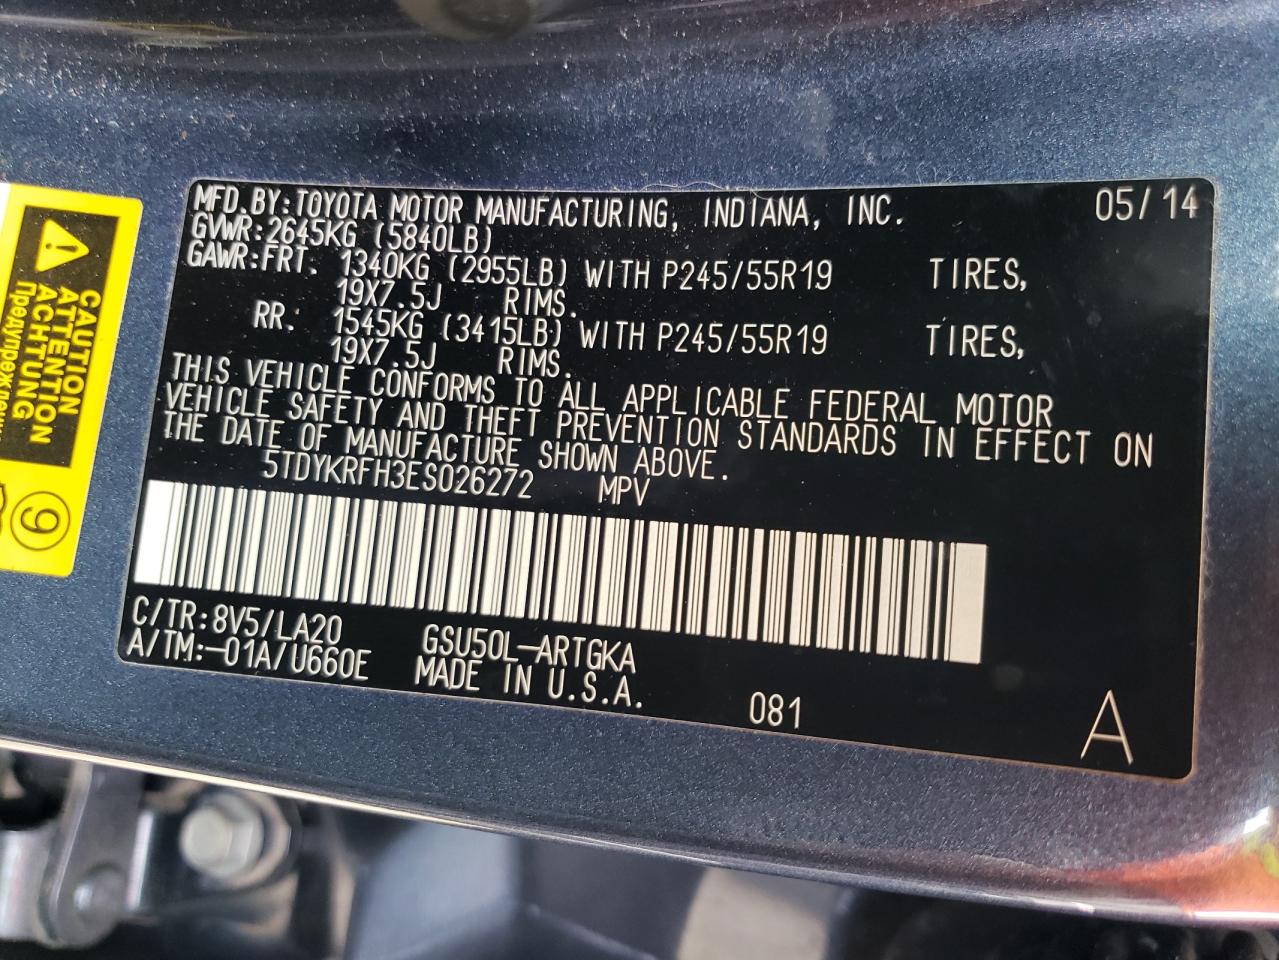 MFD.BY:TOYOTA MOTOR MANUFACTURING, INDIANA, INC. 05/14
GVWR:2645KG (5840LB)
GAWR:FRT. 1340KG (2955LB) WITH P245/55R19 TIRES,
19X7.5J RIMS.
RR. 1545KG (3415LB) WITH P245/55R19 TIRES,
19X7.5J RIMS.
THIS VEHICLE CONFORMS TO ALL APPLICABLE FEDERAL MOTOR
VEHICLE SAFETY AND THEFT PREVENTION STANDARDS IN EFFECT ON
THE DATE OF MANUFACTURE SHOWN ABOVE.
5TDYKRFH3ES026272 MPV
C/TR:8V5/LA20 GSU50L-ARTGKA
A/TM:-01A/U660E MADE IN U.S.A.
081 A
CAUTION
ATTENTION
ACHTUNG
9